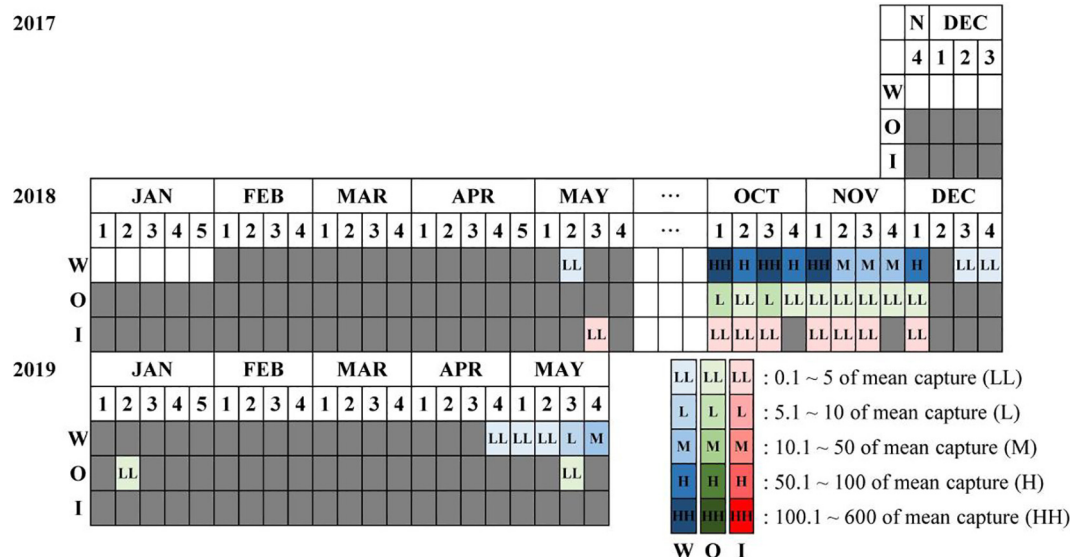 2017
N DEC
4 1 2 3
W
O
I
2018
JAN FEB MAR APR MAY ... OCT NOV DEC
1 2 3 4 5 1 2 3 4 1 2 3 4 1 2 3 4 5 1 2 3 4 ... 1 2 3 4 1 2 3 4 1 2 3 4
W LL HH H HH H HH M M M H LL LL
O L LL L LL LL LL LL LL LL
I LL LL LL LL LL LL LL LL
2019
JAN FEB MAR APR MAY
1 2 3 4 5 1 2 3 4 1 2 3 4 1 2 3 4 1 2 3 4
W LL LL LL L M
O LL LL
I
LL LL LL : 0.1 ~ 5 of mean capture (LL)
L L L : 5.1 ~ 10 of mean capture (L)
M M M : 10.1 ~ 50 of mean capture (M)
H H H : 50.1 ~ 100 of mean capture (H)
HH HH HH : 100.1 ~ 600 of mean capture (HH)
W O I